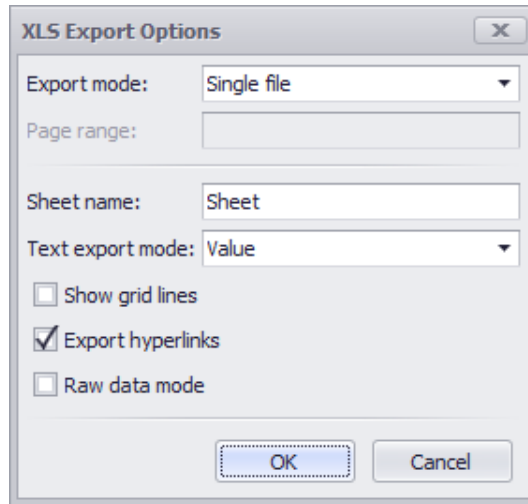 XLS Export Options
Export mode: Single file
Page range:
Sheet name: Sheet
Text export mode: Value
Show grid lines
Export hyperlinks
Raw data mode
OK Cancel